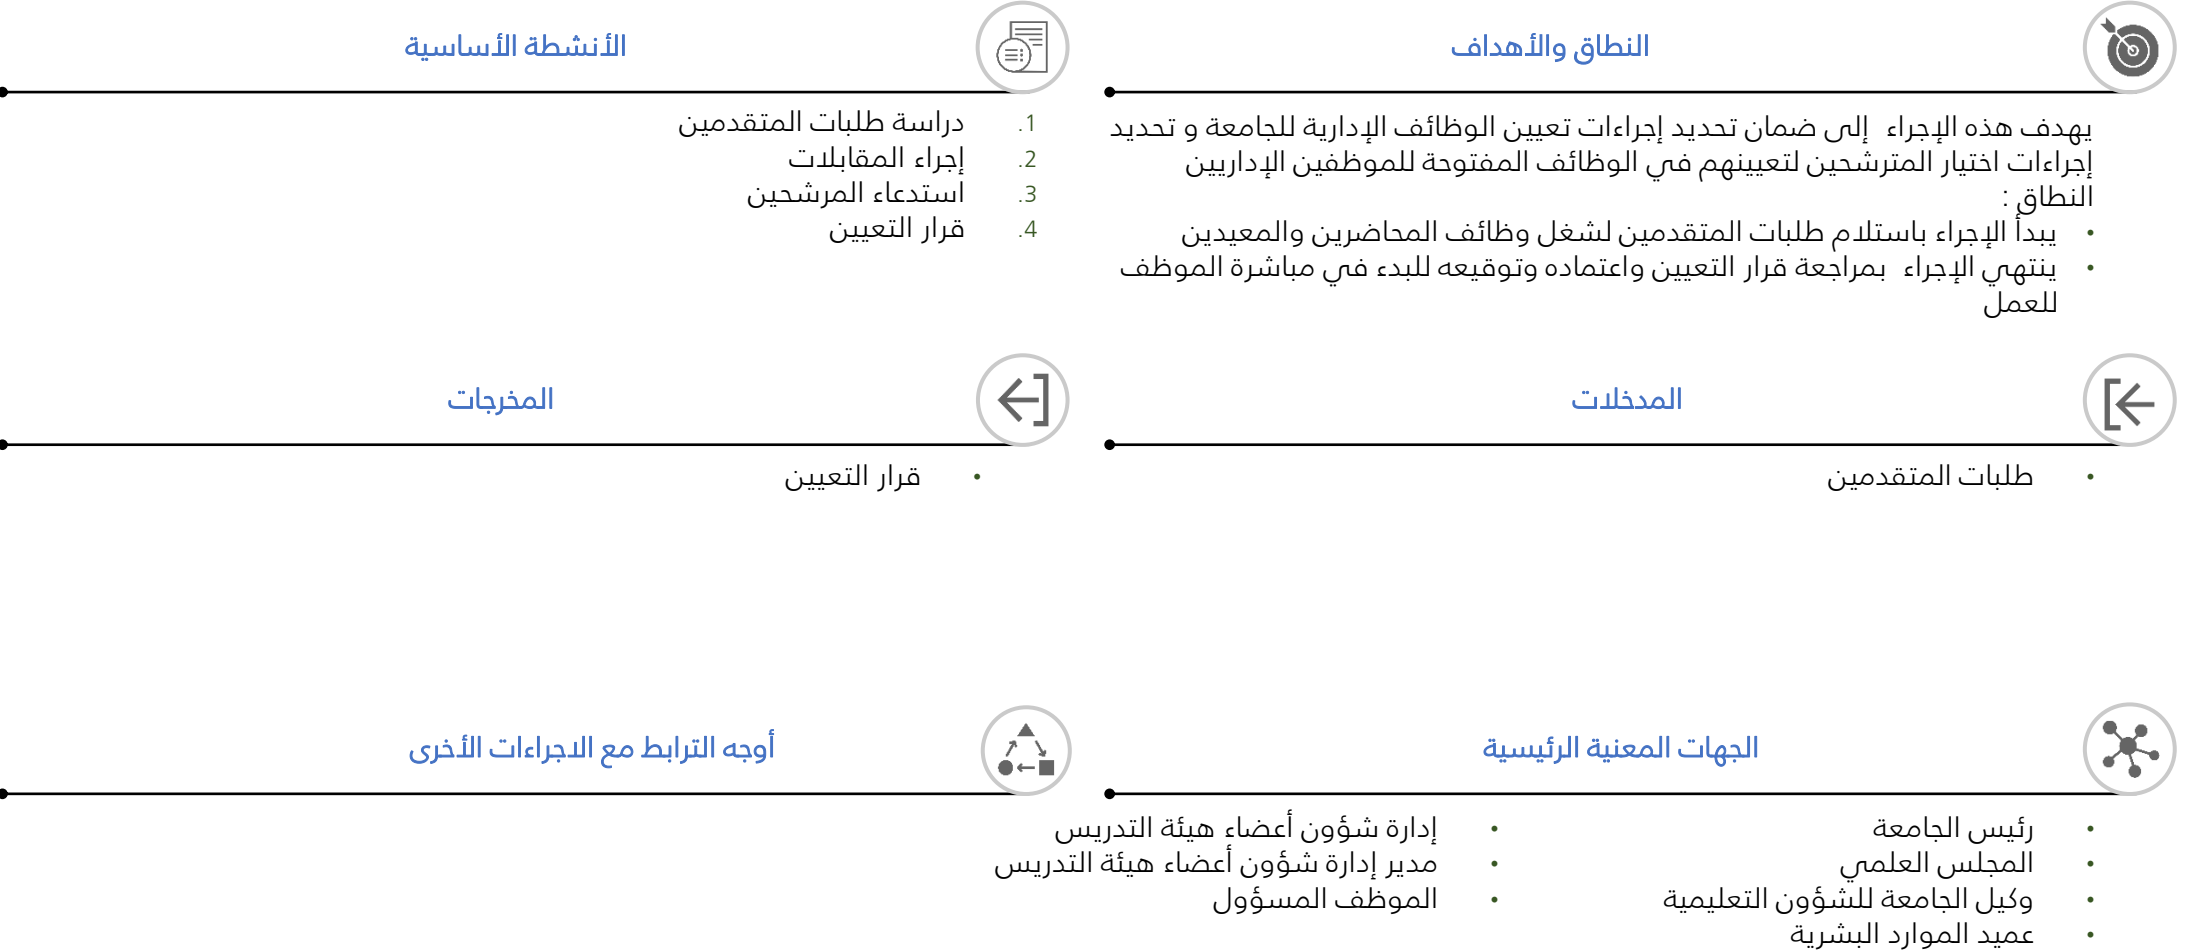 النطاق والأهداف
يهدف هذه الإجراء إلى ضمان تحديد إجراءات تعيين الوظائف الإدارية للجامعة و تحديد
إجراءات اختيار المترشحين لتعيينهم في الوظائف المفتوحة للموظفين الإداريين
النطاق :
• يبدأ الإجراء باستلام طلبات المتقدمين لشغل وظائف المحاضرين والمعيدين
• ينتهي الإجراء بمراجعة قرار التعيين واعتماده وتوقيعه للبدء في مباشرة الموظف
للعمل
الأنشطة الأساسية
1. دراسة طلبات المتقدمين
2. إجراء المقابلات
3. استدعاء المرشحين
4. قرار التعيين
المدخلات
• طلبات المتقدمين
المخرجات
• قرار التعيين
الجهات المعنية الرئيسية
• رئيس الجامعة
• المجلس العلمي
• وكيل الجامعة للشؤون التعليمية
• عميد الموارد البشرية
• إدارة شؤون أعضاء هيئة التدريس
• مدير إدارة شؤون أعضاء هيئة التدريس
• الموظف المسؤول
أوجه الترابط مع الاجراءات الأخرى